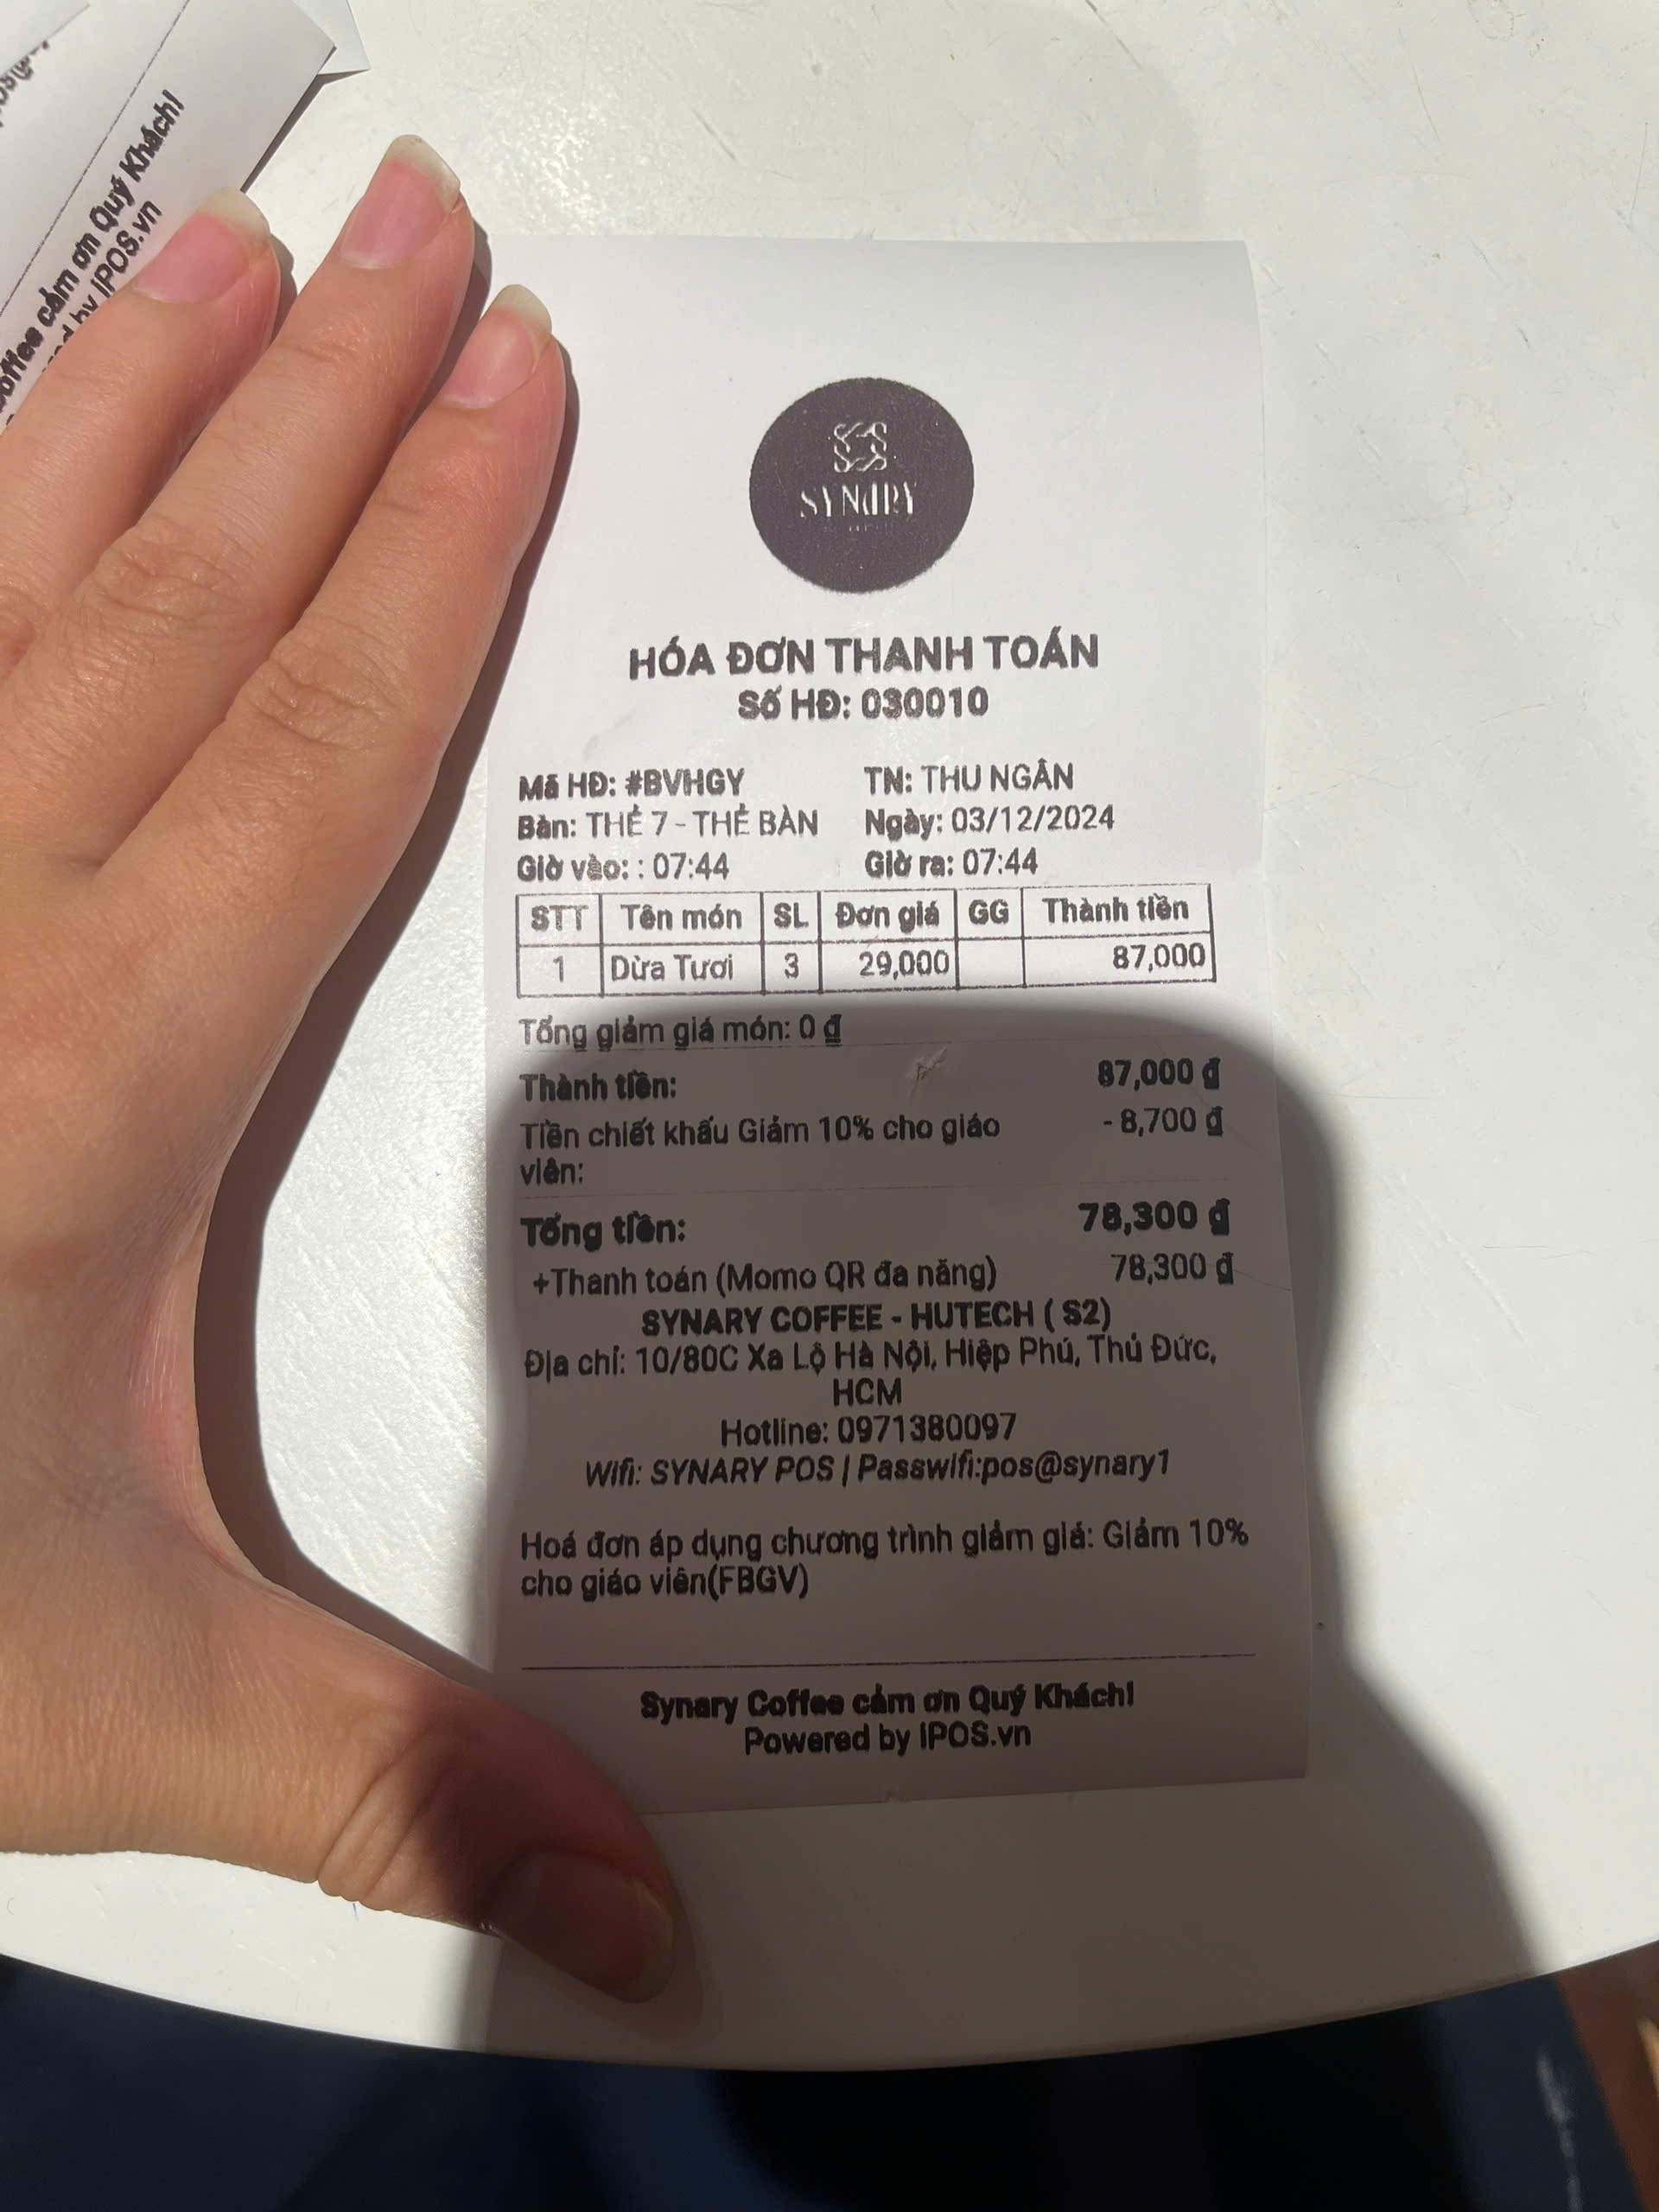 offee cảm ơn Quý Khách!
by iPOS.vn
SYNARY
HÓA ĐƠN THANH TOÁN
Số HĐ: 030010
Mã HĐ: #BVHGY TN: THU NGÂN
Bàn: THẺ 7 - THẺ BÀN Ngày: 03/12/2024
Giờ vào: : 07:44 Giờ ra: 07:44
STT Tên món SL Đơn giá GG Thành tiền
1 Dừa Tươi 3 29,000 87,000
Tổng giảm giá món: 0 ₫
Thành tiền: 87,000 ₫
Tiền chiết khấu Giảm 10% cho giáo - 8,700 ₫
viên:
Tổng tiền: 78,300 ₫
+Thanh toán (Momo QR đa năng) 78,300 ₫
SYNARY COFFEE - HUTECH ( S2)
Địa chỉ: 10/80C Xa Lộ Hà Nội, Hiệp Phú, Thủ Đức,
HCM
Hotline: 0971380097
Wifi: SYNARY POS | Passwifi:pos@synary1
Hoá đơn áp dụng chương trình giảm giá: Giảm 10%
cho giáo viên(FBGV)
Synary Coffee cảm ơn Quý Khách!
Powered by iPOS.vn